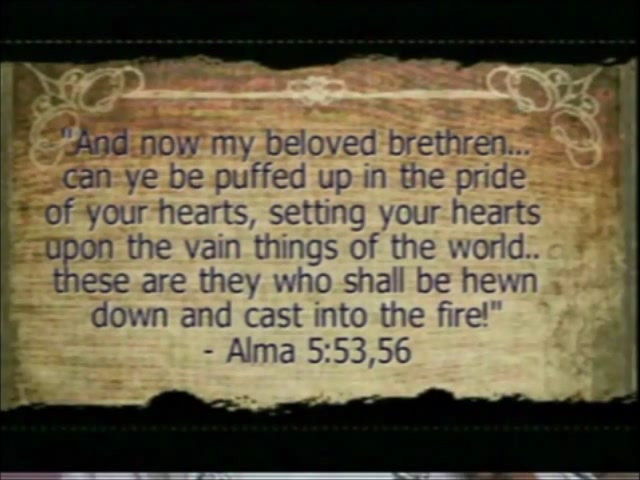 "And now my beloved brethren...
can ye be puffed up in the pride
of your hearts, setting your hearts
upon the vain things of the world..
these are they who shall be hewn
down and cast into the fire!"
- Alma 5:53,56